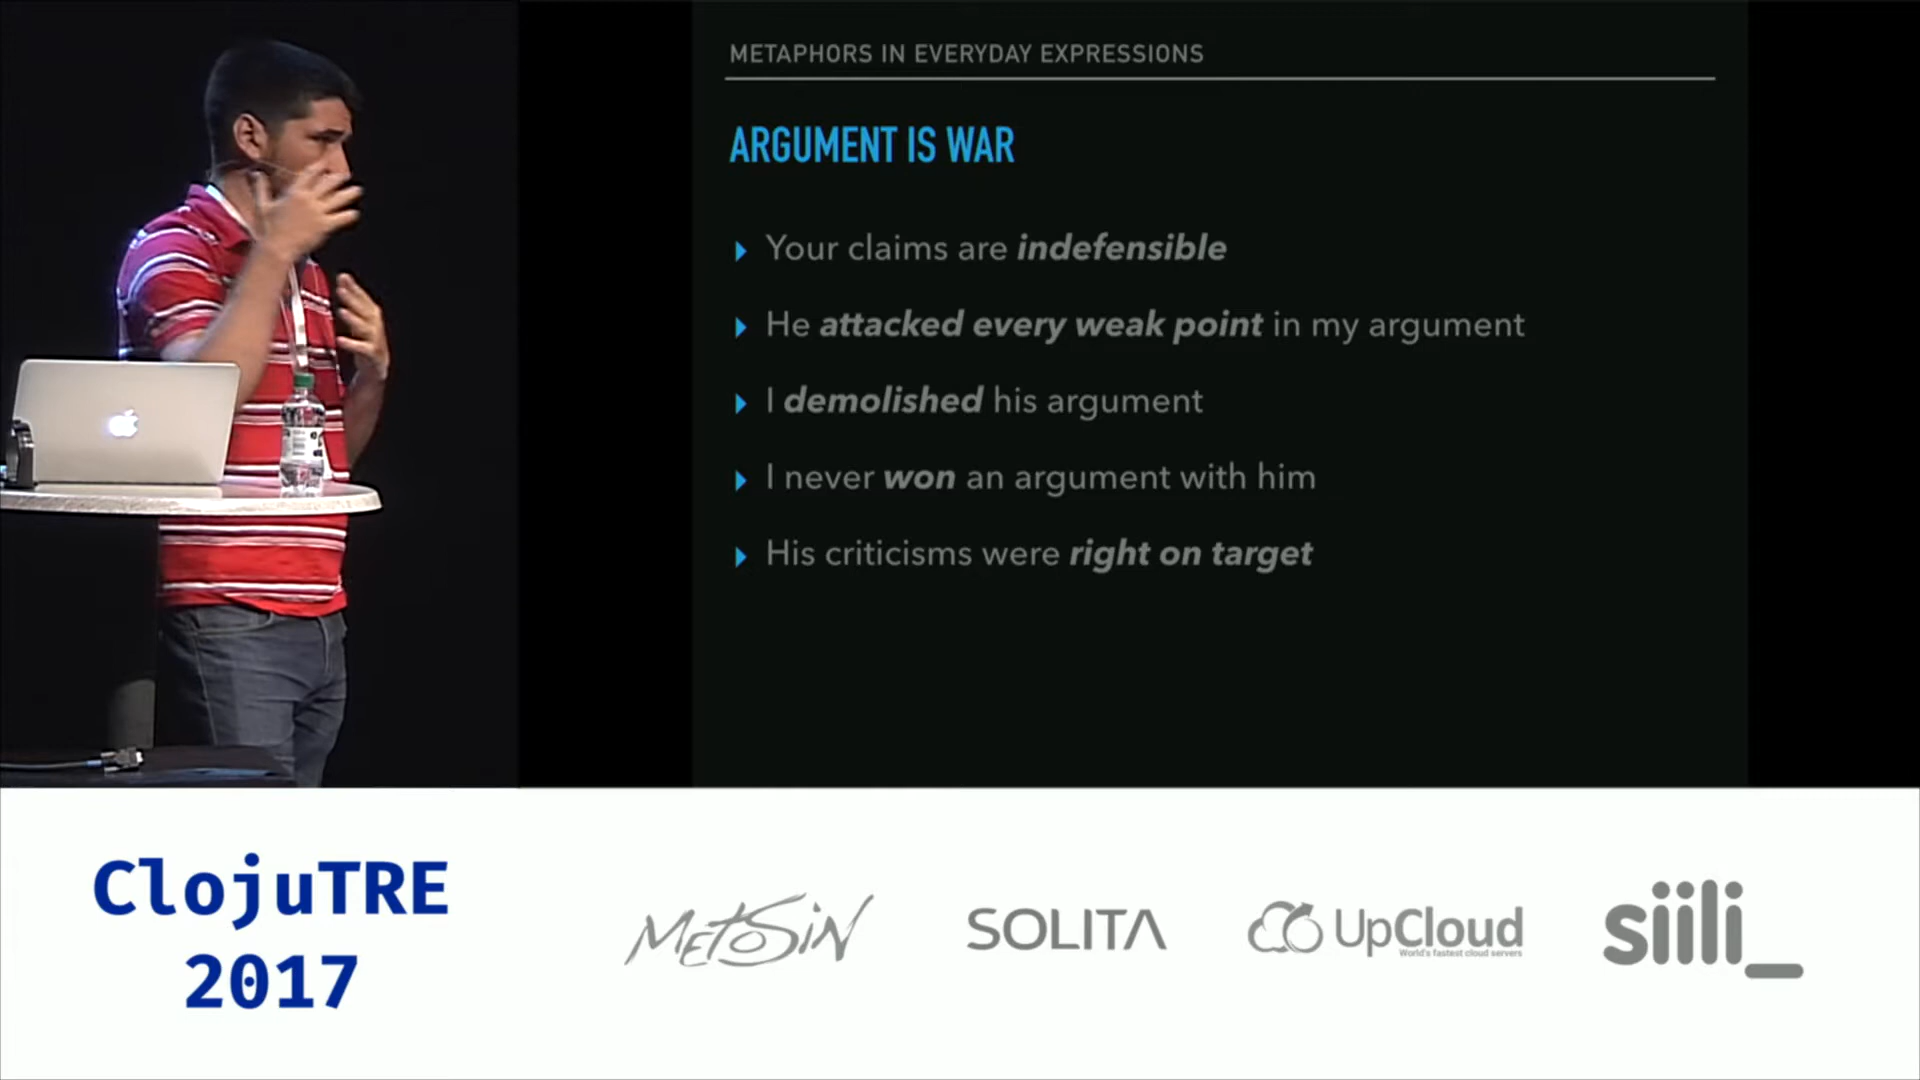 METAPHORS IN EVERYDAY EXPRESSIONS
ARGUMENT IS WAR
Your claims are indefensible
He attacked every weak point in my argument
I demolished his argument
I never won an argument with him
His criticisms were right on target
ClojuTRE
2017
METOSIN
SOLITA
UpCloud
World's fastest cloud servers
siili_